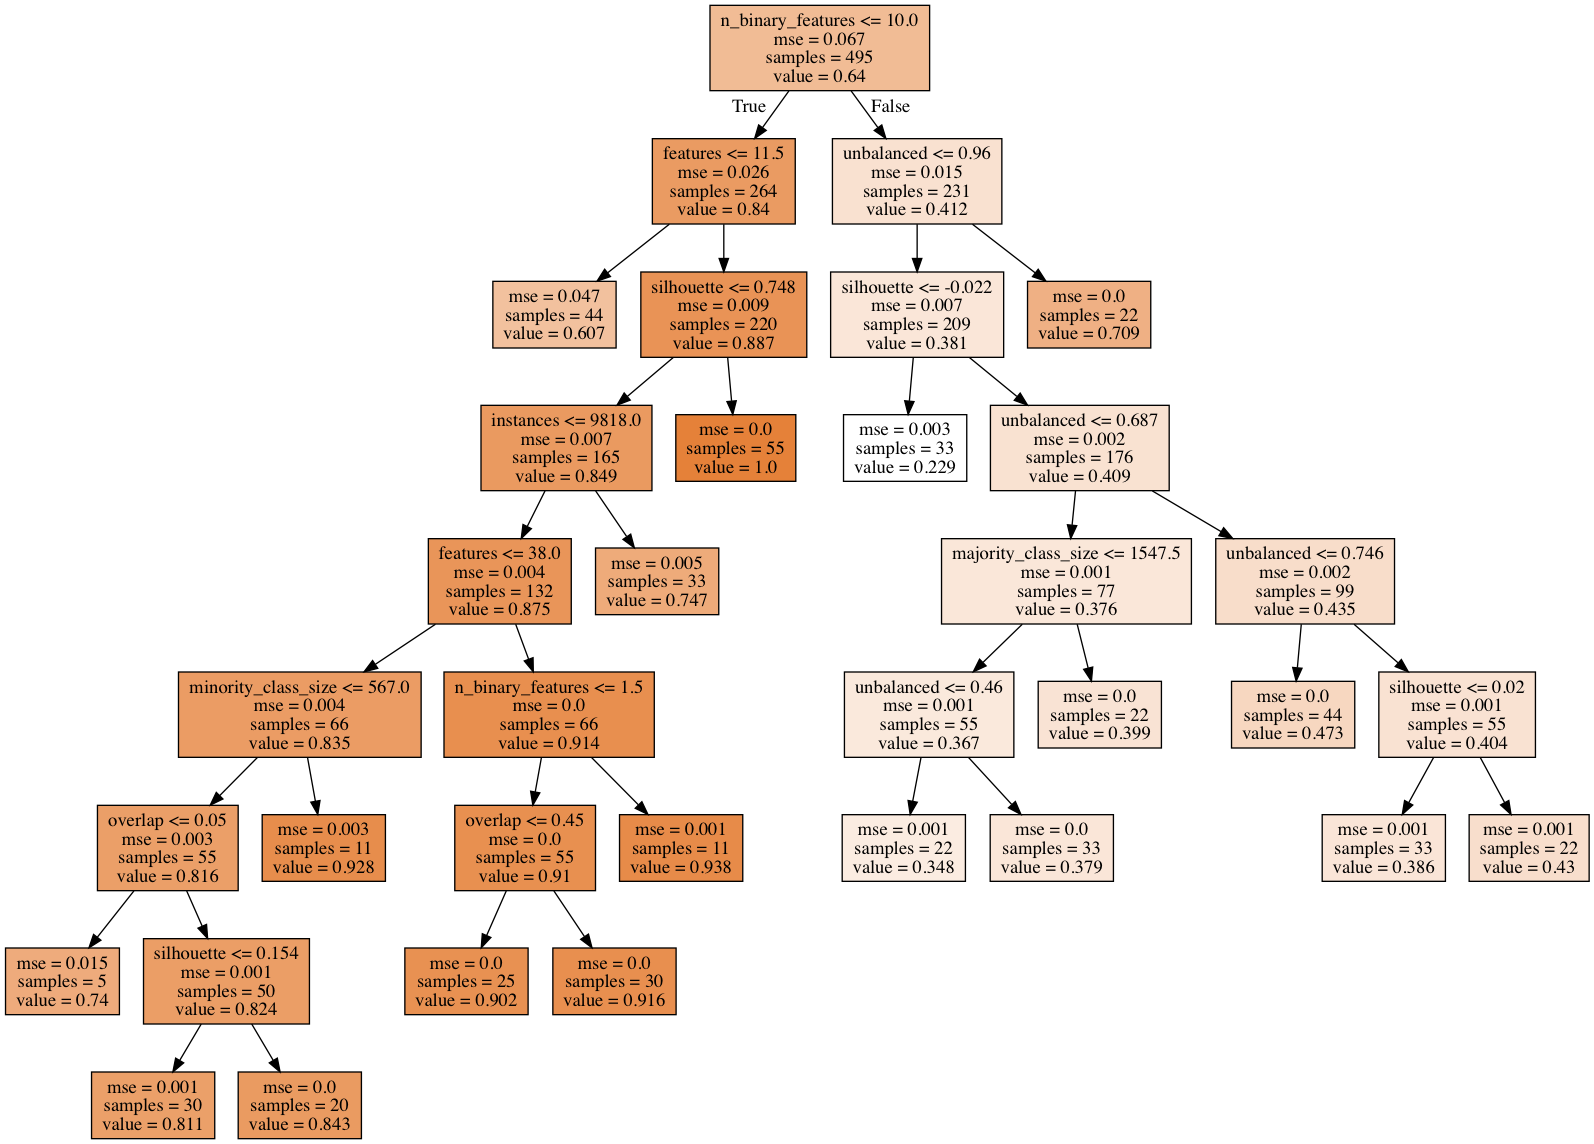 n_binary_features <= 10.0
mse = 0.067
samples = 495
value = 0.64
True
False
features <= 11.5
mse = 0.026
samples = 264
value = 0.84
unbalanced <= 0.96
mse = 0.015
samples = 231
value = 0.412
mse = 0.047
samples = 44
value = 0.607
silhouette <= 0.748
mse = 0.009
samples = 220
value = 0.887
silhouette <= -0.022
mse = 0.007
samples = 209
value = 0.381
mse = 0.0
samples = 22
value = 0.709
instances <= 9818.0
mse = 0.007
samples = 165
value = 0.849
mse = 0.0
samples = 55
value = 1.0
mse = 0.003
samples = 33
value = 0.229
unbalanced <= 0.687
mse = 0.002
samples = 176
value = 0.409
features <= 38.0
mse = 0.004
samples = 132
value = 0.875
mse = 0.005
samples = 33
value = 0.747
majority_class_size <= 1547.5
mse = 0.001
samples = 77
value = 0.376
unbalanced <= 0.746
mse = 0.002
samples = 99
value = 0.435
minority_class_size <= 567.0
mse = 0.004
samples = 66
value = 0.835
n_binary_features <= 1.5
mse = 0.0
samples = 66
value = 0.914
unbalanced <= 0.46
mse = 0.001
samples = 55
value = 0.367
mse = 0.0
samples = 22
value = 0.399
mse = 0.0
samples = 44
value = 0.473
silhouette <= 0.02
mse = 0.001
samples = 55
value = 0.404
overlap <= 0.05
mse = 0.003
samples = 55
value = 0.816
mse = 0.003
samples = 11
value = 0.928
overlap <= 0.45
mse = 0.0
samples = 55
value = 0.91
mse = 0.001
samples = 11
value = 0.938
mse = 0.001
samples = 22
value = 0.348
mse = 0.0
samples = 33
value = 0.379
mse = 0.001
samples = 33
value = 0.386
mse = 0.001
samples = 22
value = 0.43
mse = 0.015
samples = 5
value = 0.74
silhouette <= 0.154
mse = 0.001
samples = 50
value = 0.824
mse = 0.0
samples = 25
value = 0.902
mse = 0.0
samples = 30
value = 0.916
mse = 0.001
samples = 30
value = 0.811
mse = 0.0
samples = 20
value = 0.843